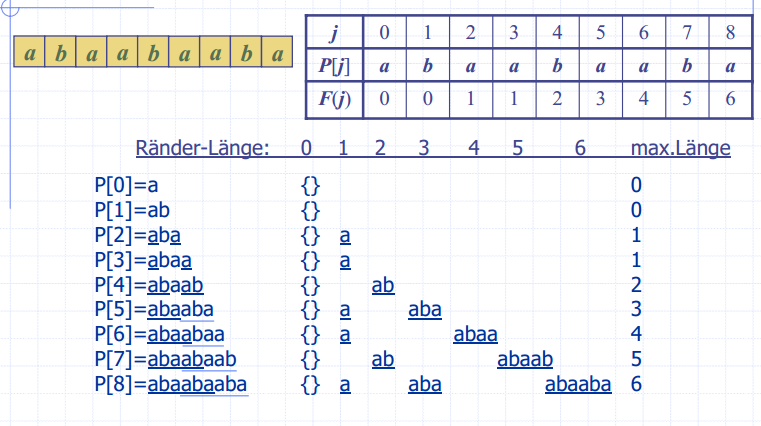 a b a a b a a b a
j 0 1 2 3 4 5 6 7 8
P[j] a b a a b a a b a
F(j) 0 0 1 1 2 3 4 5 6
Ränder-Länge: 0 1 2 3 4 5 6 max.Länge
P[0]=a {} 0
P[1]=ab {} 0
P[2]=aba {} a 1
P[3]=abaa {} a 1
P[4]=abaab {} ab 2
P[5]=abaaba {} a aba 3
P[6]=abaabaa {} a abaa 4
P[7]=abaabaab {} ab abaab 5
P[8]=abaabaaba {} a aba abaaba 6